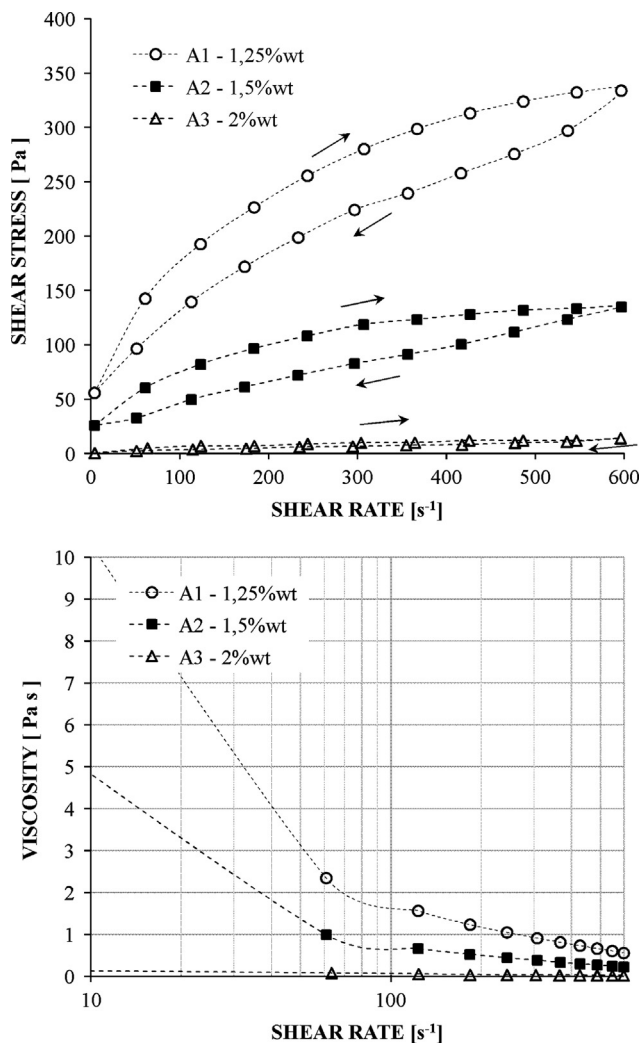 400
350
300
250
200
150
100
50
0
SHEAR STRESS [ Pa ]
A1 - 1,25%wt
A2 - 1,5%wt
A3 - 2%wt
0 100 200 300 400 500 600
SHEAR RATE [s⁻¹]
10
9
8
7
6
5
4
3
2
1
0
VISCOSITY [ Pa s ]
A1 - 1,25%wt
A2 - 1,5%wt
A3 - 2%wt
10 100
SHEAR RATE [s⁻¹]